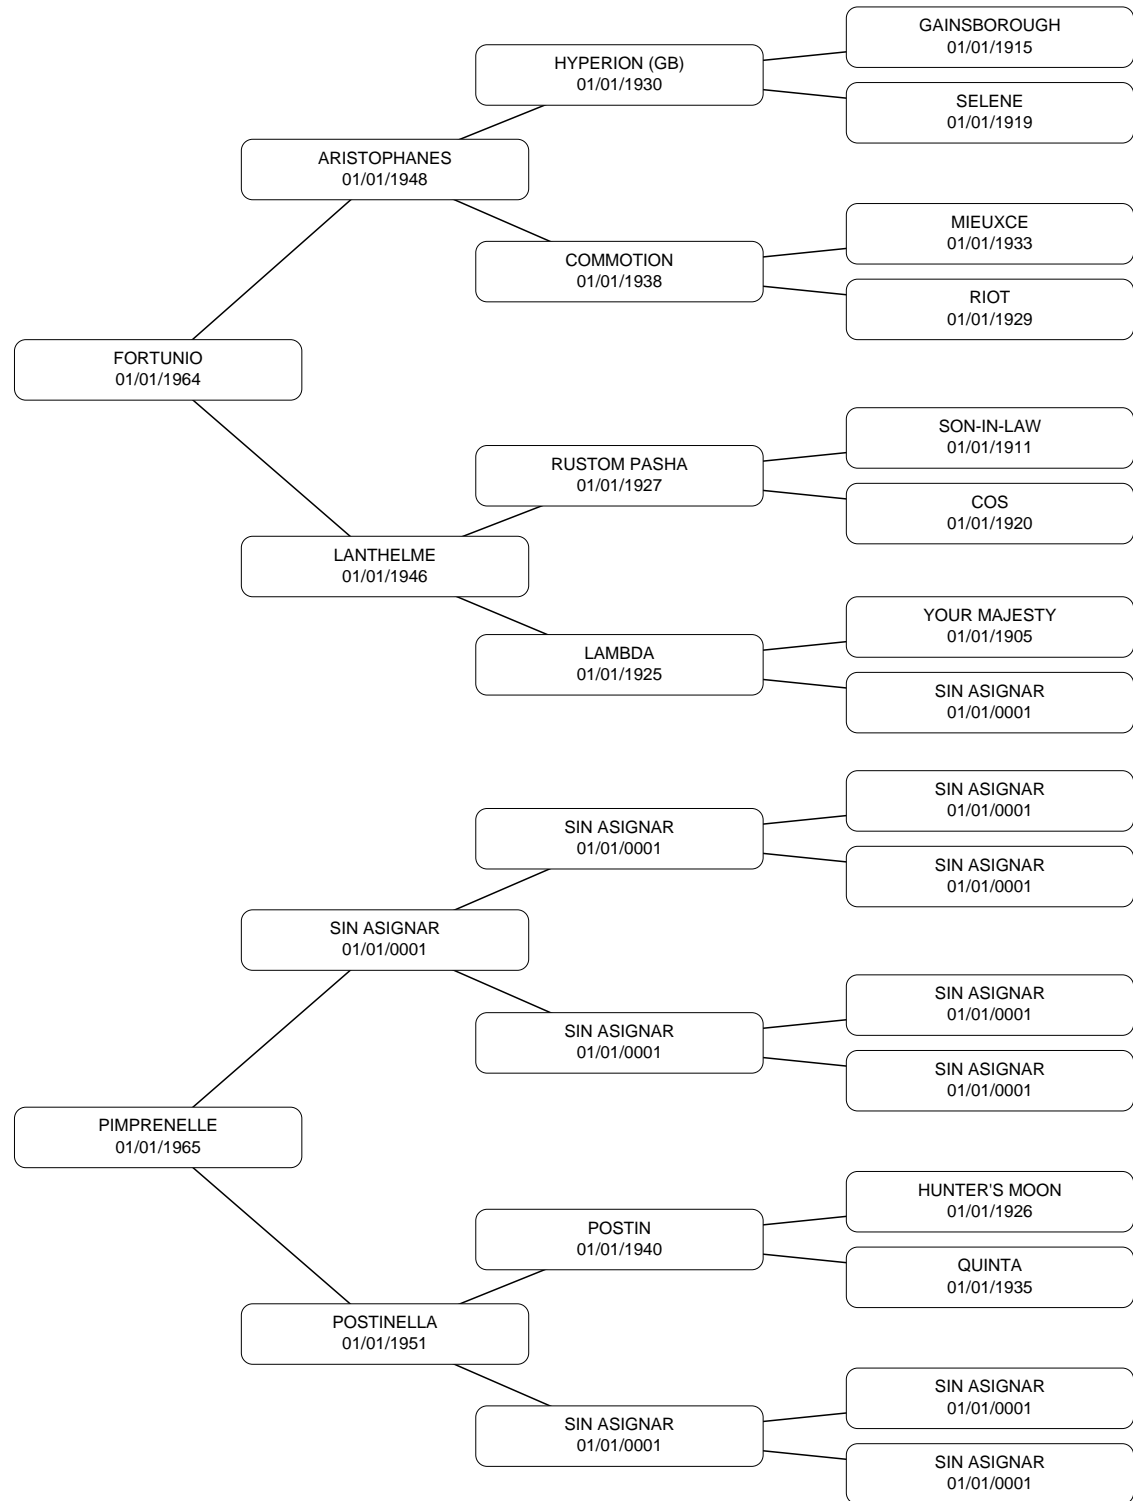 GAINSBOROUGH
01/01/1915
HYPERION (GB)
01/01/1930
SELENE
01/01/1919
ARISTOPHANES
01/01/1948
MIEUXCE
01/01/1933
COMMOTION
01/01/1938
RIOT
01/01/1929
FORTUNIO
01/01/1964
SON-IN-LAW
01/01/1911
RUSTOM PASHA
01/01/1927
COS
01/01/1920
LANTHELME
01/01/1946
YOUR MAJESTY
01/01/1905
LAMBDA
01/01/1925
SIN ASIGNAR
01/01/0001
SIN ASIGNAR
01/01/0001
SIN ASIGNAR
01/01/0001
SIN ASIGNAR
01/01/0001
SIN ASIGNAR
01/01/0001
SIN ASIGNAR
01/01/0001
SIN ASIGNAR
01/01/0001
SIN ASIGNAR
01/01/0001
PIMPRENELLE
01/01/1965
HUNTER'S MOON
01/01/1926
POSTIN
01/01/1940
QUINTA
01/01/1935
POSTINELLA
01/01/1951
SIN ASIGNAR
01/01/0001
SIN ASIGNAR
01/01/0001
SIN ASIGNAR
01/01/0001